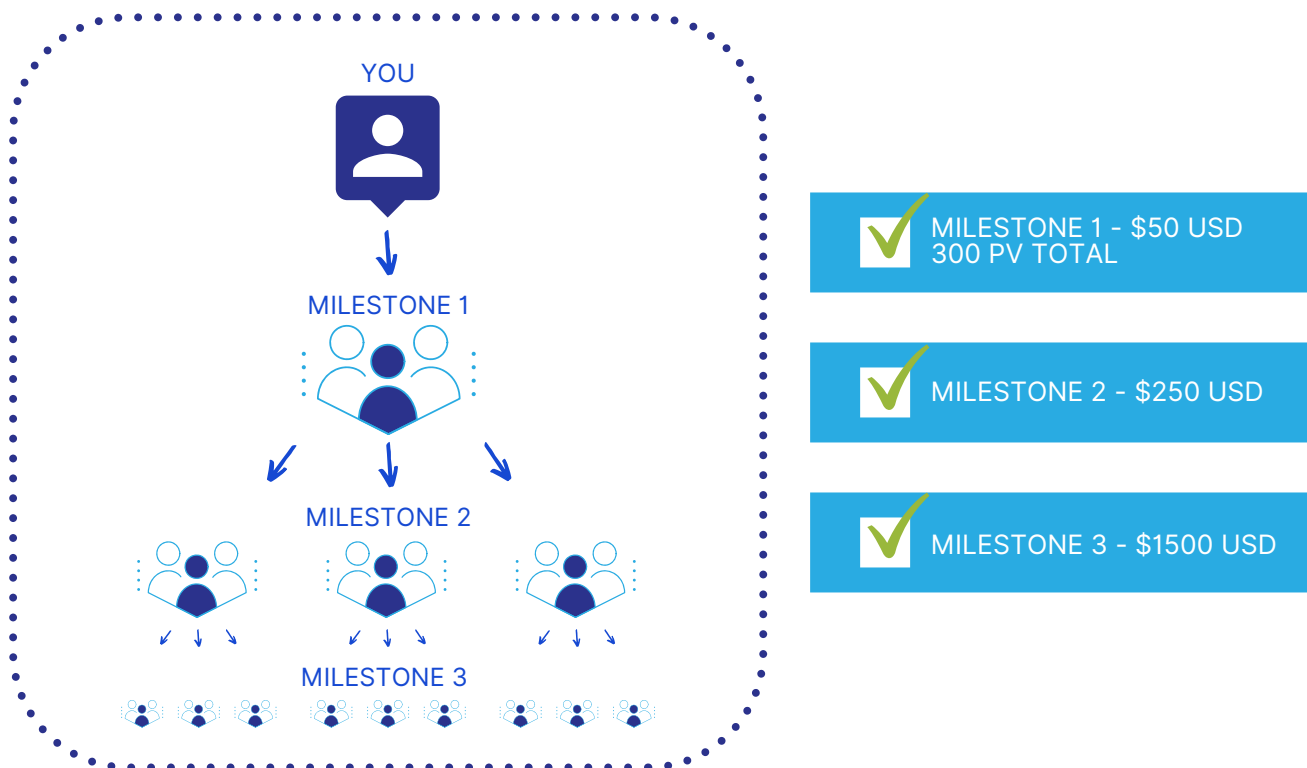 YOU
MILESTONE 1
MILESTONE 2
MILESTONE 3
MILESTONE 1 - $50 USD
300 PV TOTAL
MILESTONE 2 - $250 USD
MILESTONE 3 - $1500 USD